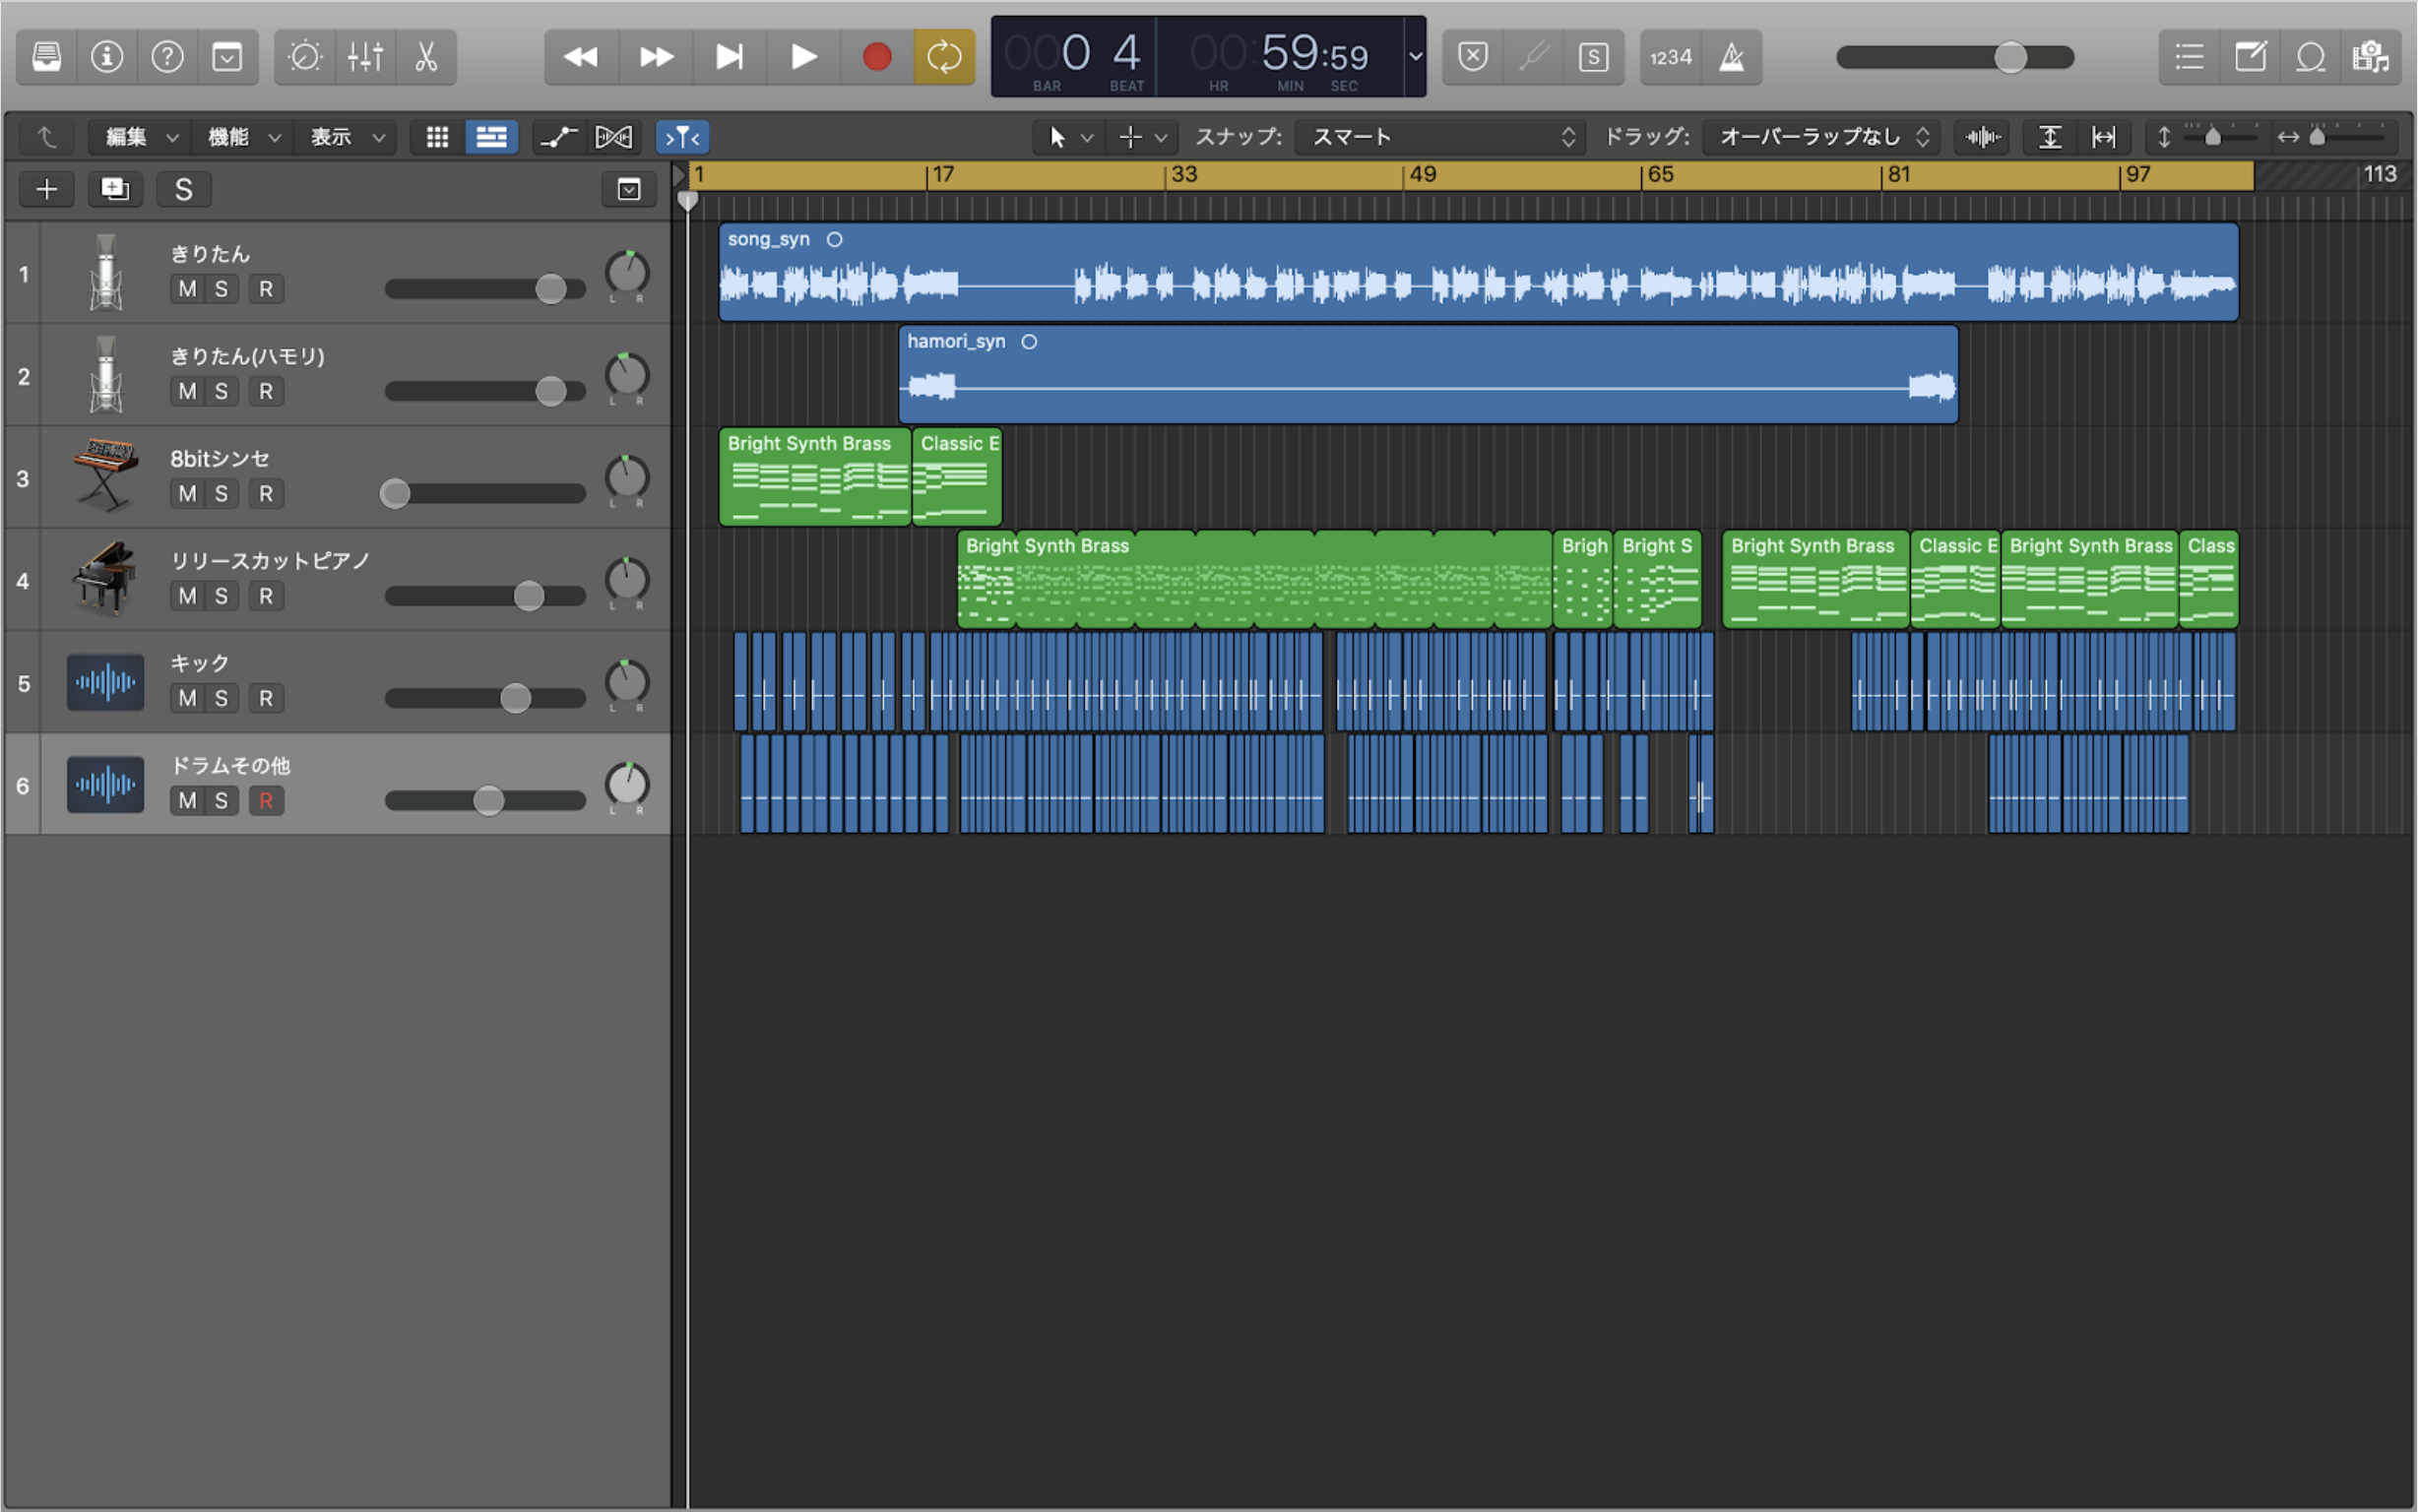 000 4 00:59:59
BAR BEAT HR MIN SEC
S 1234
編集 機能 表示 スナップ: スマート ドラッグ: オーバーラップなし
S 1 17 33 49 65 81 97 113
1 きりたん song_syn
M S R L R
2 きりたん(ハモリ) hamori_syn
M S R L R
3 8bitシンセ Bright Synth Brass Classic E
M S R L R
4 リリースカットピアノ Bright Synth Brass Brigh Bright S Bright Synth Brass Classic E Bright Synth Brass Class
M S R L R
5 キック
M S R L R
6 ドラムその他
M S R L R